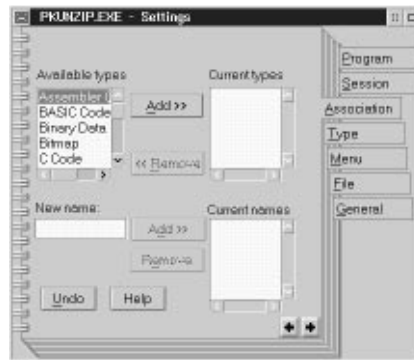 PKUNZIP.EXE - Settings
Available types
Current types
Assembler
BASIC Code
Binary Data
Bitmap
C Code
Add >>
<< Remove
New name:
Current names
Add >>
Remove
Undo
Help
Program
Session
Association
Type
Menu
File
General